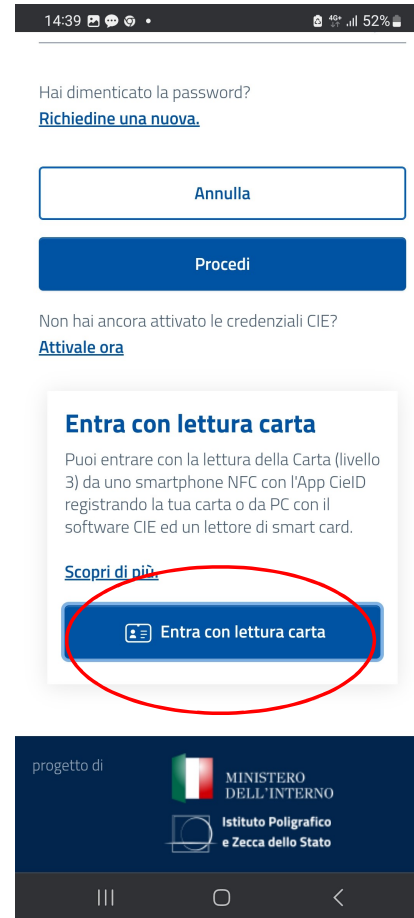 14:39 4G+ 52%
Hai dimenticato la password?
Richiedine una nuova.
Annulla
Procedi
Non hai ancora attivato le credenziali CIE?
Attivale ora
Entra con lettura carta
Puoi entrare con la lettura della Carta (livello
3) da uno smartphone NFC con l'App CieID
registrando la tua carta o da PC con il
software CIE ed un lettore di smart card.
Scopri di più.
Entra con lettura carta
progetto di
MINISTERO
DELL'INTERNO
Istituto Poligrafico
e Zecca dello Stato